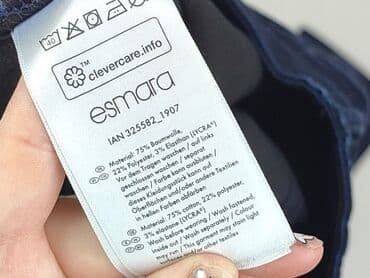 40
clevercare.info
TM
esmara
IAN 325582_1907
Material: 75% Baumwolle,
22% Polyester, 3% Elasthan (LYCRA®)
Vor dem Tragen waschen / auf links
geschlossen waschen / separat
waschen / Farbe kann ausbluten /
dieses Kleidungsstück kann auf
Oberflächen und/oder andere Textilien
in hellen Farben abfärben
Material: 75% cotton, 22% polyester,
3% elastane (LYCRA®)
Wash before wearing / Wash fastened,
inside out / Wash separately / Colour
may run / This garment may stain light